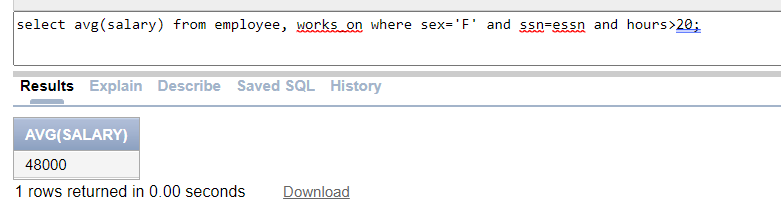 select avg(salary) from employee, works_on where sex='F' and ssn=essn and hours>20;
Results Explain Describe Saved SQL History
AVG(SALARY)
48000
1 rows returned in 0.00 seconds Download